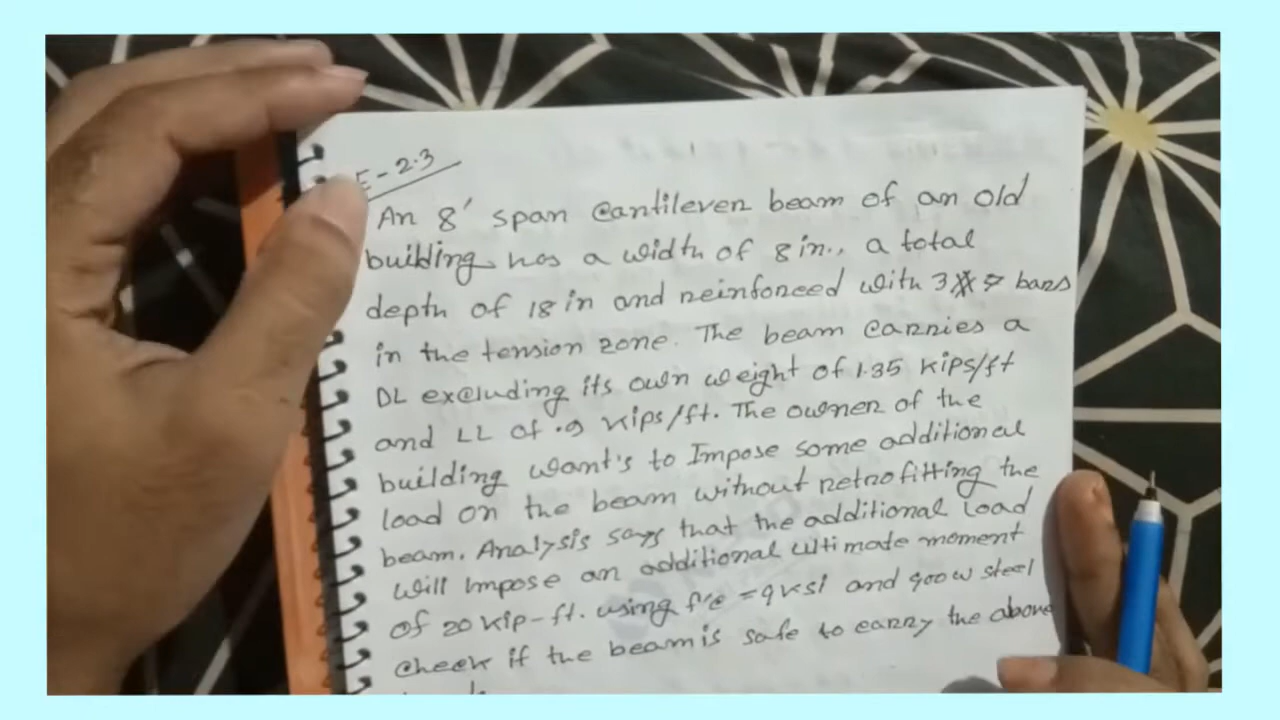 E-2.3
An 8' span Cantilever beam of an old
building has a width of 8 in., a total
depth of 18 in and reinforced with 3 # 7 bars
in the tension zone. The beam carries a
DL excluding its own weight of 1.35 kips/ft
and LL of .9 kips/ft. The owner of the
building want's to Impose some additional
load on the beam without retrofitting the
beam. Analysis says that the additional Load
will Impose an additional ultimate moment
of 20 kip-ft. using f'c = 4 ksi and 400 w steel
check if the beam is safe to carry the above